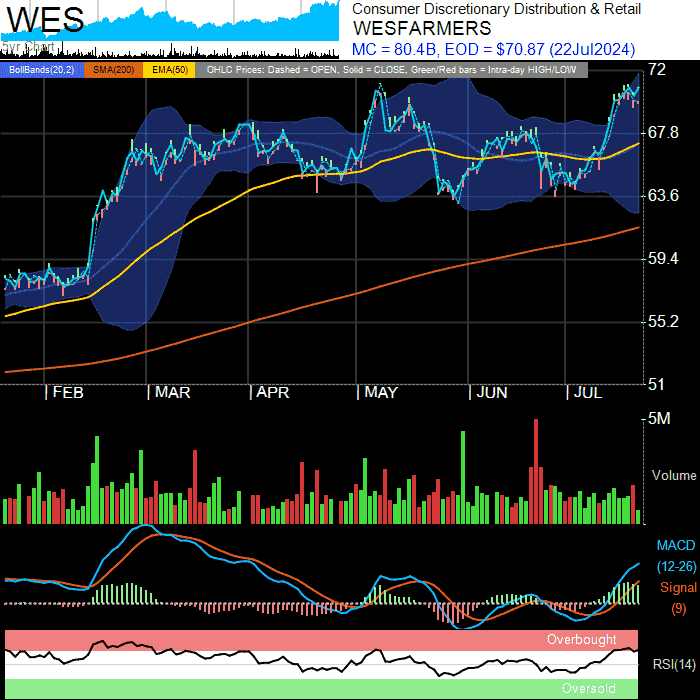 WES
5yr Chart
Consumer Discretionary Distribution & Retail
WESFARMERS
MC = 80.4B, EOD = $70.87 (22Jul2024)
BollBands(20,2) SMA(200) EMA(50) OHLC Prices: Dashed = OPEN, Solid = CLOSE, Green/Red bars = Intra-day HIGH/LOW
72
67.8
63.6
59.4
55.2
51
FEB MAR APR MAY JUN JUL
5M
Volume
MACD
(12-26)
Signal
(9)
Overbought
RSI(14)
Oversold